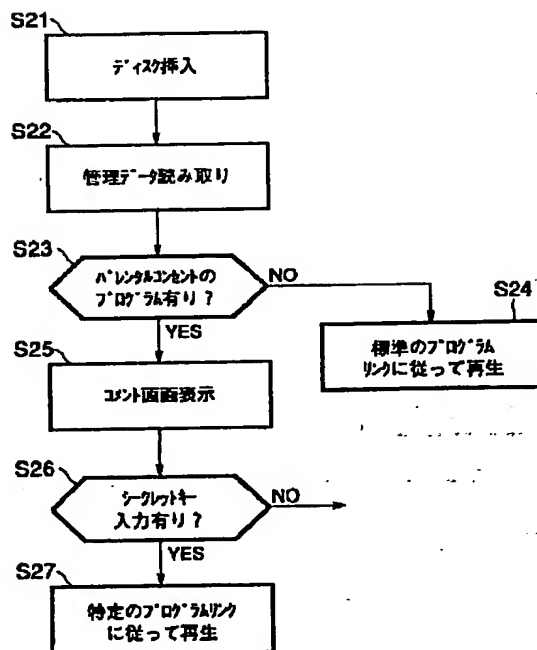 S21
ディスク挿入
S22
管理データ読み取り
S23
パレンタルコンセントの
プログラム有り?
NO
YES
S24
標準のプログラム
リンクに従って再生
S25
コメント画面表示
S26
シークレットキー
入力有り?
NO
YES
S27
特定のプログラムリンク
に従って再生